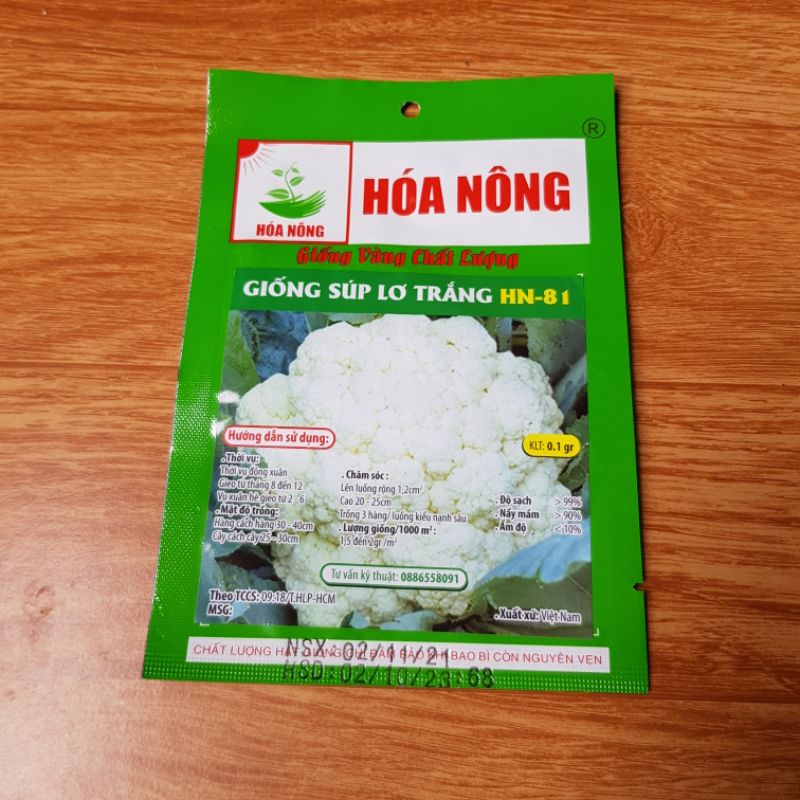 ®
HÓA NÔNG
HÓA NÔNG
Giống Vàng Chất Lượng
GIỐNG SÚP LƠ TRẮNG HN-81
Hướng dẫn sử dụng:
KLT: 0.1 gr
. Thời vụ:
Thời vụ đông xuân
Gieo từ tháng 8 đến 12
Vụ xuân hè gieo từ 2 - 6
. Mật độ trồng:
Hàng cách hàng 30 - 40cm
Cây cách cây 25 - 30cm
. Chăm sóc :
Lên luống rộng 1,2cm²
Cao 20 - 25cm
Trồng 3 hàng/ luống kiểu nanh sấu
. Lượng giống/1000 m² :
1,5 đến 2gr /m²
. Độ sạch > 99%
. Nẩy mầm > 90%
. Ẩm độ < 10%
Tư vấn kỹ thuật: 0886558091
Theo TCCS: 09:18/T.HLP-HCM
MSG:
. Xuất xứ: Việt Nam
CHẤT LƯỢNG HẠT GIỐNG CHỈ ĐẢM BẢO KHI BAO BÌ CÒN NGUYÊN VẸN
NSX:02/11/21
HSD:02/10/23:68